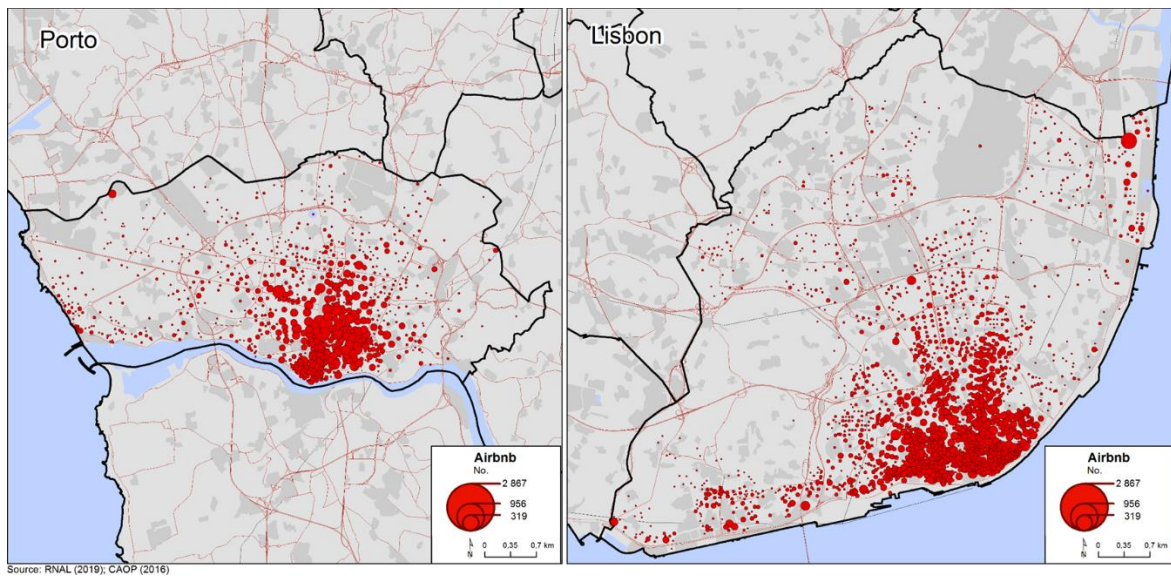 Porto
Airbnb
No.
2 867
956
319
N
0 0,35 0,7 km
Lisbon
Airbnb
No.
2 867
956
319
N
0 0,35 0,7 km
Source: RNAL (2019); CAOP (2016)